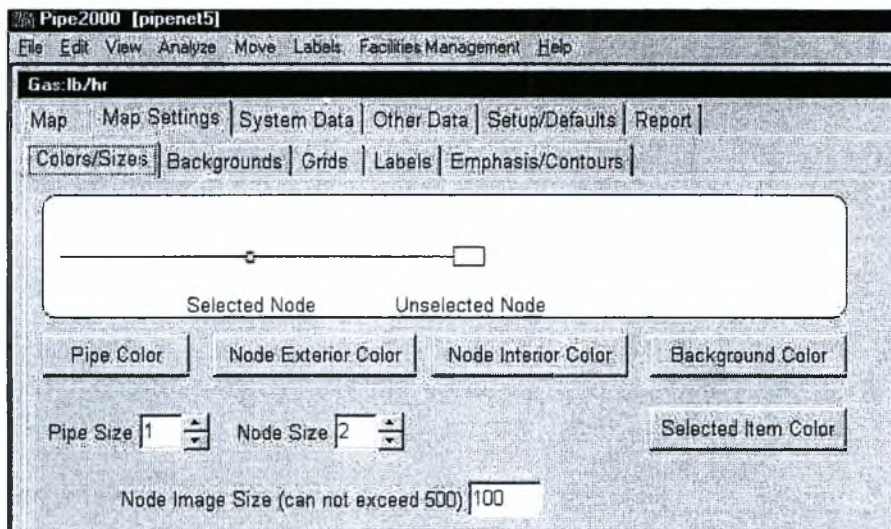 Pipe2000 [pipenet5]
File Edit View Analyze Move Labels Facilities Management Help
Gas:lb/hr
Map Map Settings System Data Other Data Setup/Defaults Report
Colors/Sizes Backgrounds Grids Labels Emphasis/Contours
Selected Node Unselected Node
Pipe Color Node Exterior Color Node Interior Color Background Color
Pipe Size 1 Node Size 2 Selected Item Color
Node Image Size (can not exceed 500) 100